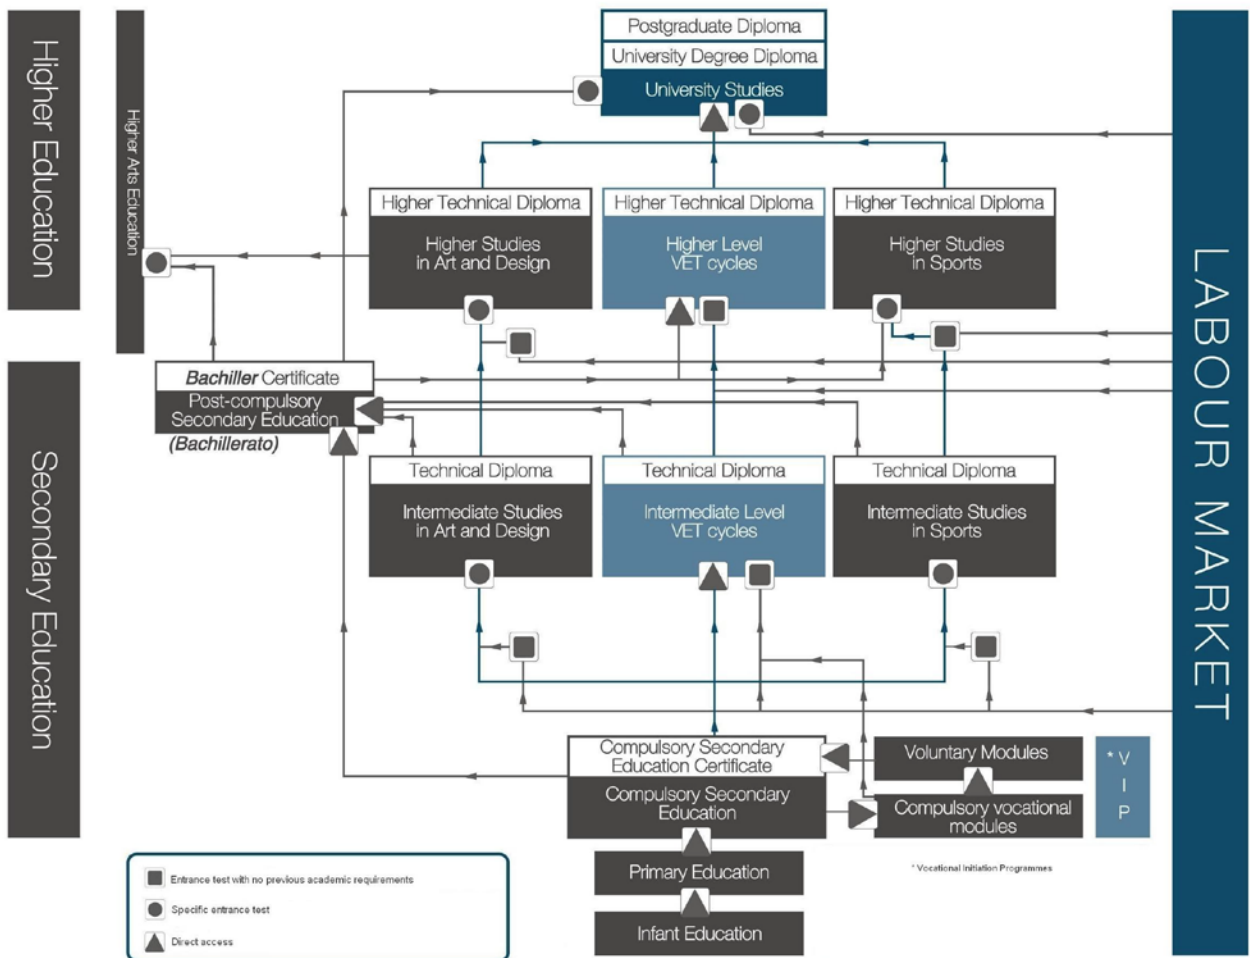 Higher Education
Higher Arts Education
Postgraduate Diploma
University Degree Diploma
University Studies
Higher Technical Diploma
Higher Studies
in Art and Design
Higher Technical Diploma
Higher Level
VET cycles
Higher Technical Diploma
Higher Studies
in Sports
LABOUR MARKET
Secondary Education
Bachiller Certificate
Post-compulsory
Secondary Education
(Bachillerato)
Technical Diploma
Intermediate Studies
in Art and Design
Technical Diploma
Intermediate Level
VET cycles
Technical Diploma
Intermediate Studies
in Sports
Compulsory Secondary
Education Certificate
Compulsory Secondary
Education
Voluntary Modules
Compulsory vocational
modules
* V
I
P
Primary Education
Infant Education
* Vocational Initiation Programmes
Entrance test with no previous academic requirements
Specific entrance test
Direct access